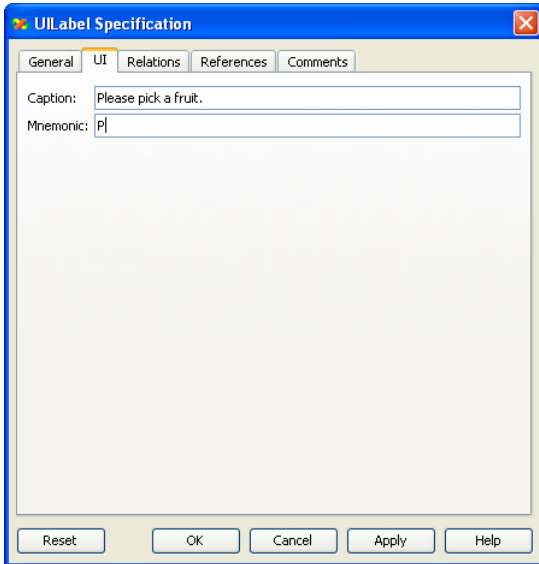 UILabel Specification
General UI Relations References Comments
Caption: Please pick a fruit.
Mnemonic: P
Reset OK Cancel Apply Help